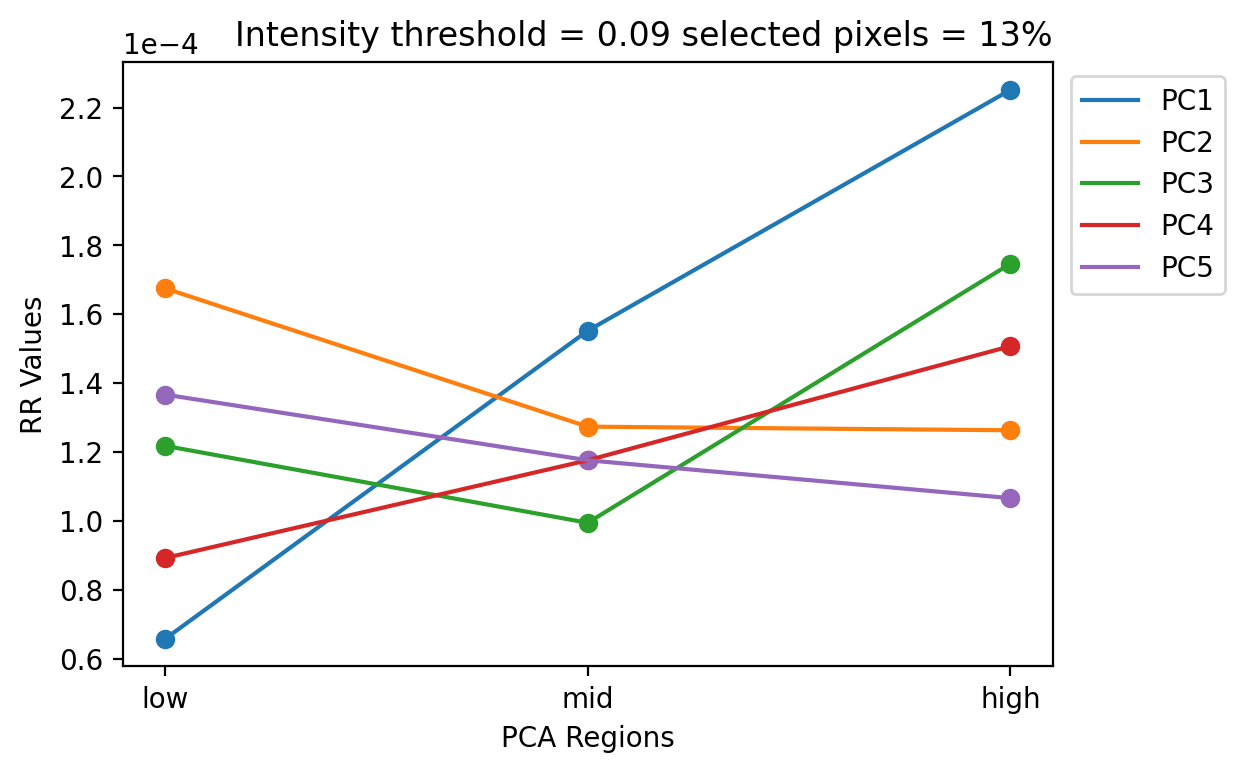 1e−4
Intensity threshold = 0.09 selected pixels = 13%
RR Values
2.2
2.0
1.8
1.6
1.4
1.2
1.0
0.8
0.6
low
mid
high
PCA Regions
PC1
PC2
PC3
PC4
PC5